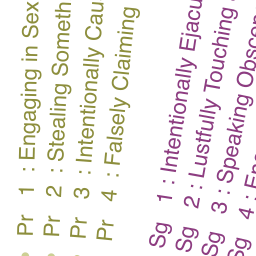 Pr 1 : Engaging in Sex
Pr 2 : Stealing Someth
Pr 3 : Intentionally Cau
Pr 4 : Falsely Claiming
Sg 1 : Intentionally Ejacu
Sg 2 : Lustfully Touching
Sg 3 : Speaking Obscen
Sg 4 :